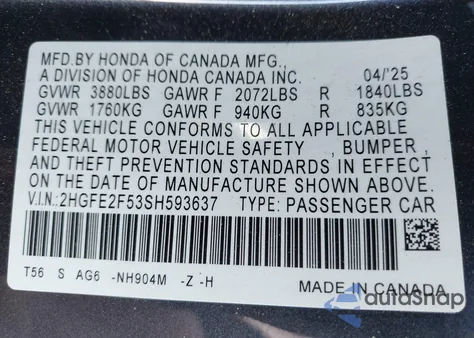 MFD.BY HONDA OF CANADA MFG.,
A DIVISION OF HONDA CANADA INC. 04/'25
GVWR 3880LBS GAWR F 2072LBS R 1840LBS
GVWR 1760KG GAWR F 940KG R 835KG
THIS VEHICLE CONFORMS TO ALL APPLICABLE
FEDERAL MOTOR VEHICLE SAFETY , BUMPER ,
AND THEFT PREVENTION STANDARDS IN EFFECT
ON THE DATE OF MANUFACTURE SHOWN ABOVE.
V.I.N.:2HGFE2F53SH593637 TYPE: PASSENGER CAR
T56 S AG6 -NH904M -Z -H
MADE IN CANADA
autosnap